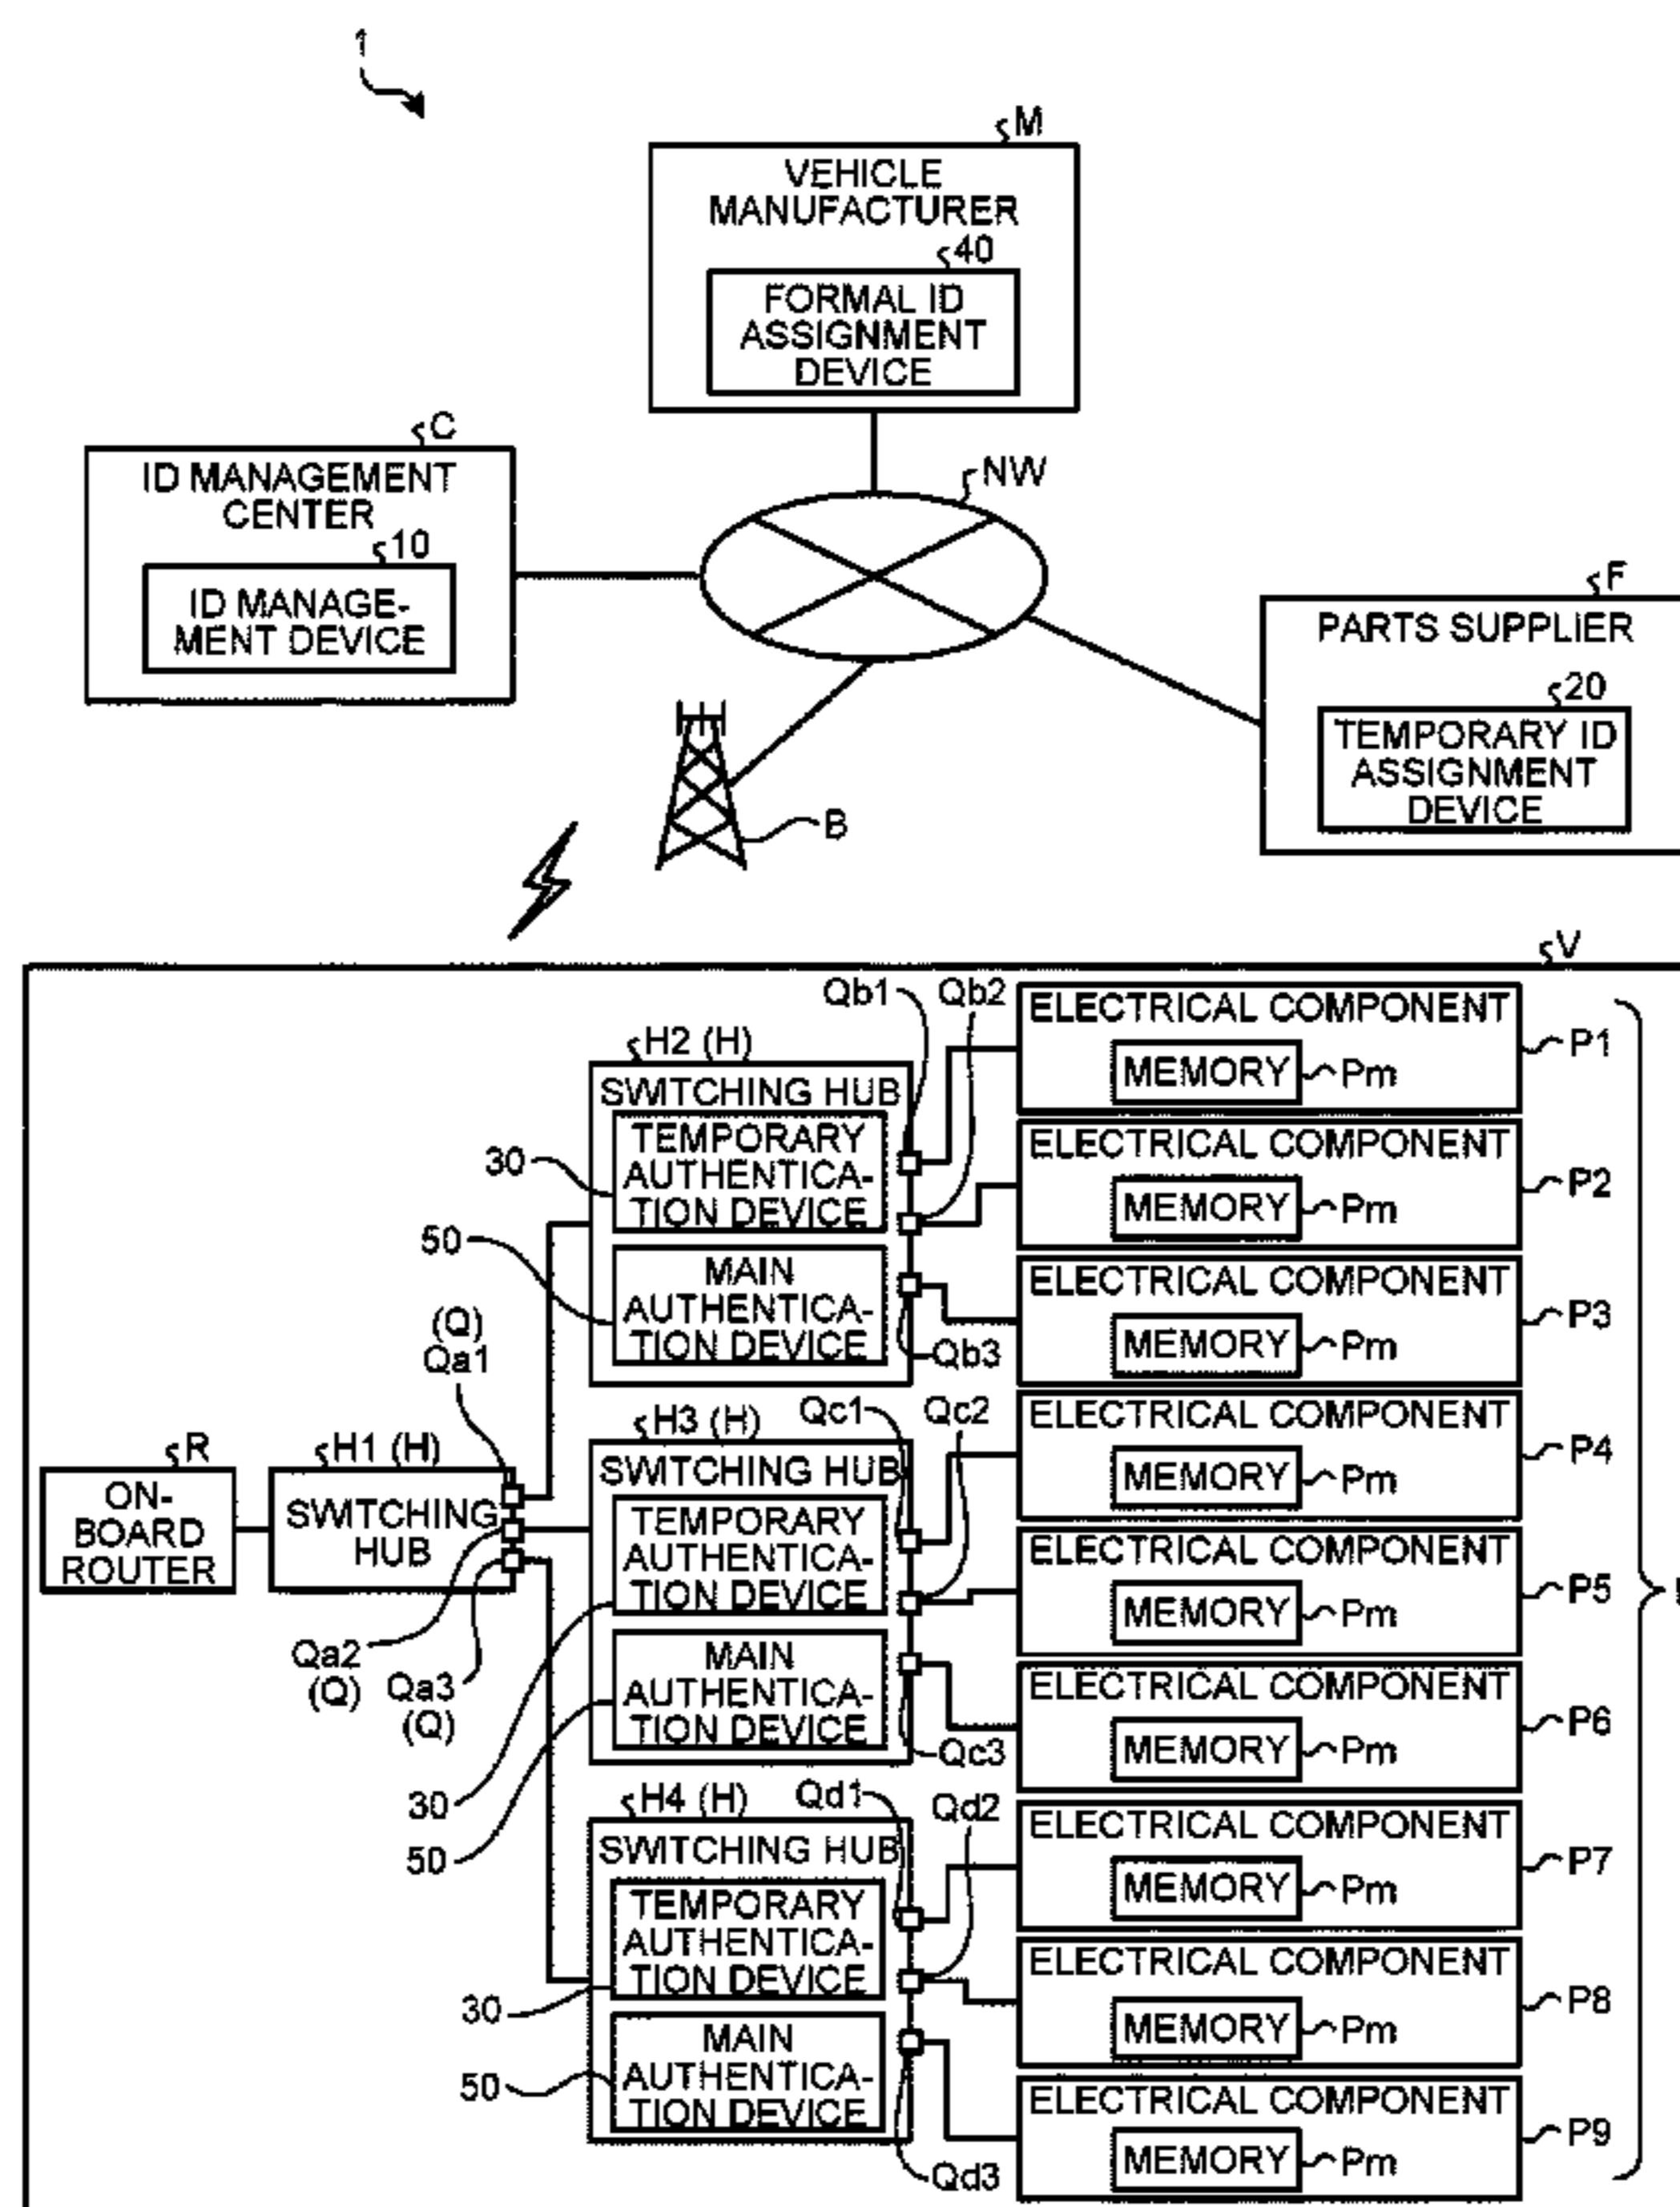 1
M
VEHICLE
MANUFACTURER
40
FORMAL ID
ASSIGNMENT
DEVICE
C
ID MANAGEMENT
CENTER
10
ID MANAGE-
MENT DEVICE
NW
F
PARTS SUPPLIER
20
TEMPORARY ID
ASSIGNMENT
DEVICE
B
V
R
ON-
BOARD
ROUTER
H1 (H)
SWITCHING
HUB
(Q)
Qa1
Qa2
(Q)
Qa3
(Q)
H2 (H)
SWITCHING HUB
30
TEMPORARY
AUTHENTICA-
TION DEVICE
50
MAIN
AUTHENTICA-
TION DEVICE
Qb1
Qb2
Qb3
H3 (H)
SWITCHING HUB
TEMPORARY
AUTHENTICA-
TION DEVICE
30
MAIN
AUTHENTICA-
TION DEVICE
50
Qc1
Qc2
Qc3
H4 (H)
SWITCHING HUB
TEMPORARY
AUTHENTICA-
TION DEVICE
30
MAIN
AUTHENTICA-
TION DEVICE
50
Qd1
Qd2
Qd3
ELECTRICAL COMPONENT
MEMORY Pm
P1
ELECTRICAL COMPONENT
MEMORY Pm
P2
ELECTRICAL COMPONENT
MEMORY Pm
P3
ELECTRICAL COMPONENT
MEMORY Pm
P4
ELECTRICAL COMPONENT
MEMORY Pm
P5
ELECTRICAL COMPONENT
MEMORY Pm
P6
ELECTRICAL COMPONENT
MEMORY Pm
P7
ELECTRICAL COMPONENT
MEMORY Pm
P8
ELECTRICAL COMPONENT
MEMORY Pm
P9